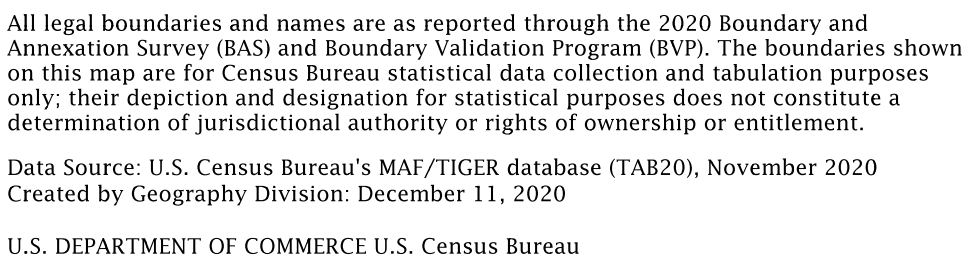 All legal boundaries and names are as reported through the 2020 Boundary and
Annexation Survey (BAS) and Boundary Validation Program (BVP). The boundaries shown
on this map are for Census Bureau statistical data collection and tabulation purposes
only; their depiction and designation for statistical purposes does not constitute a
determination of jurisdictional authority or rights of ownership or entitlement.
Data Source: U.S. Census Bureau's MAF/TIGER database (TAB20), November 2020
Created by Geography Division: December 11, 2020
U.S. DEPARTMENT OF COMMERCE U.S. Census Bureau